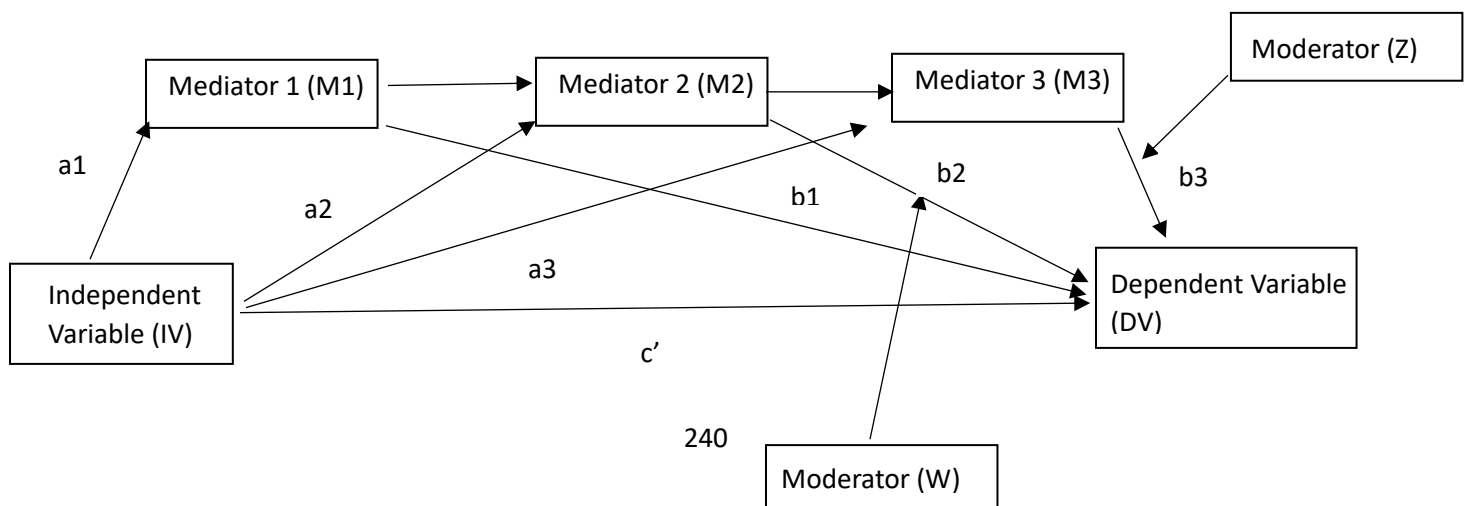 Moderator (Z)
Mediator 1 (M1)
Mediator 2 (M2)
Mediator 3 (M3)
a1
b2
b3
a2
b1
a3
Independent
Variable (IV)
Dependent Variable
(DV)
c’
240
Moderator (W)